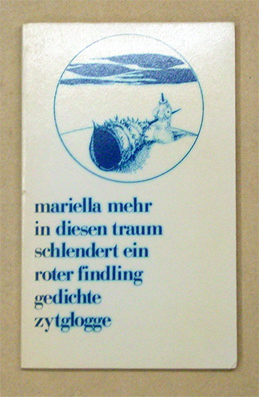 mariella mehr
in diesen traum
schlendert ein
roter findling
gedichte
zytglogge